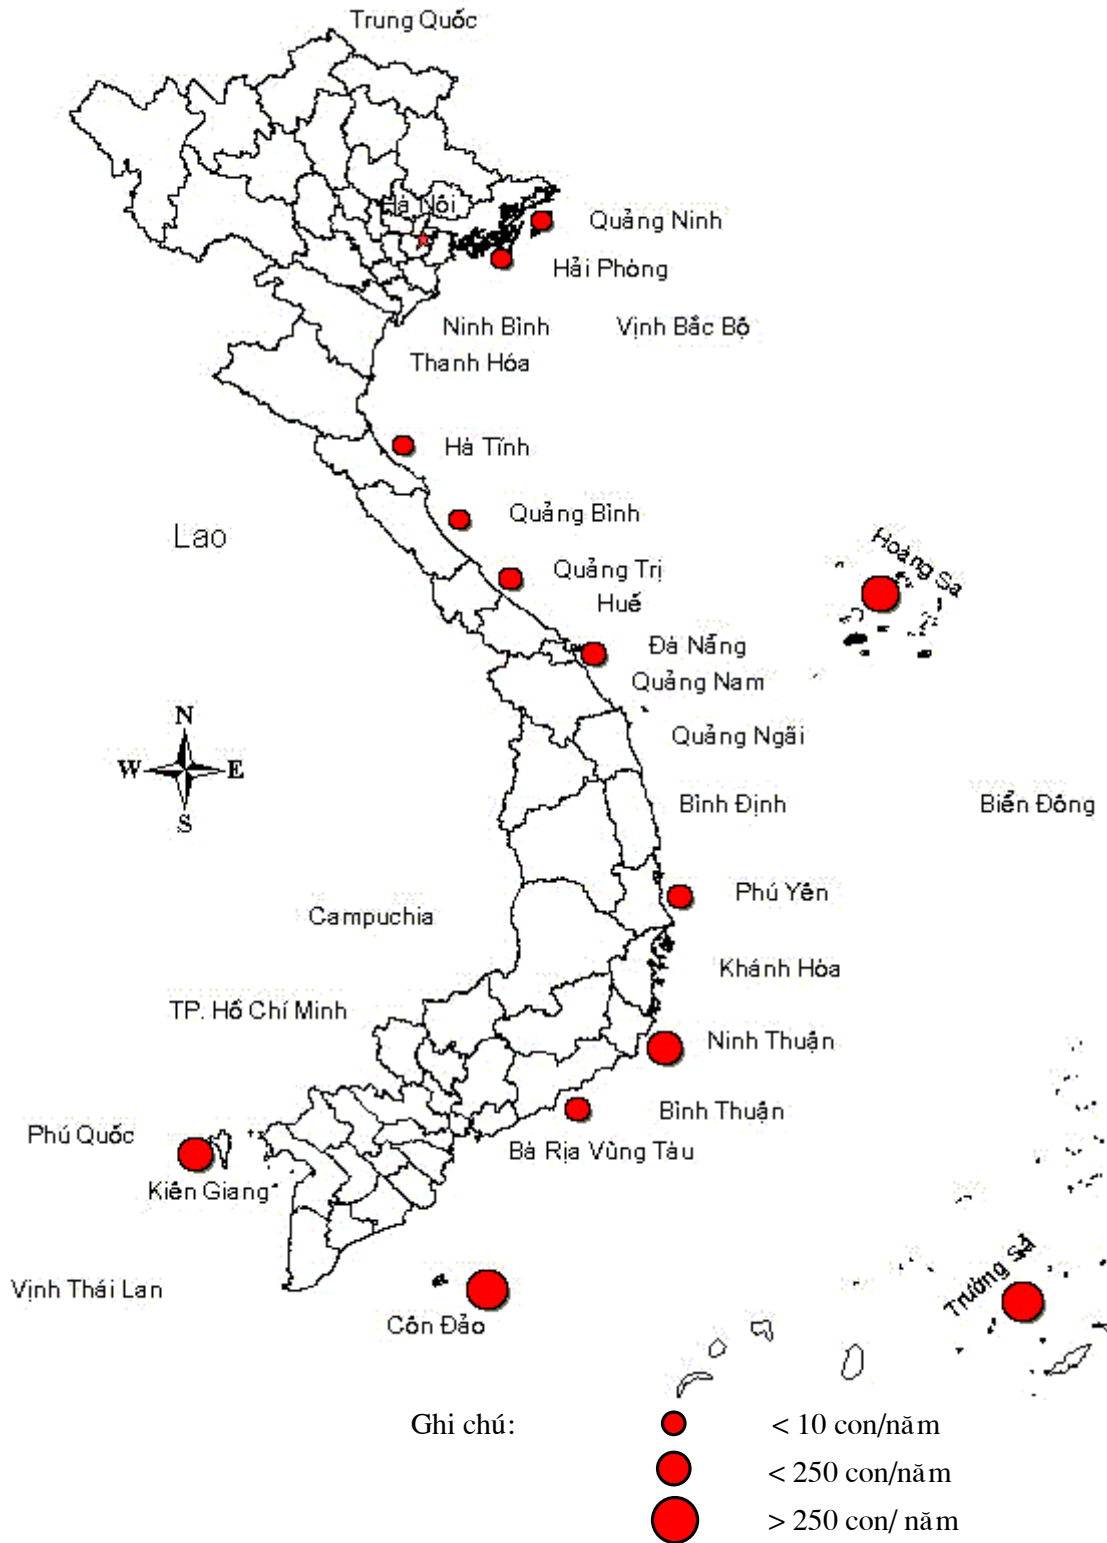 Trung Quốc
Hà Nội
Quảng Ninh
Hải Phòng
Ninh Bình
Vịnh Bắc Bộ
Thanh Hóa
Hà Tĩnh
Quảng Bình
Lao
Hoàng Sa
Quảng Trị
Huế
Đà Nẵng
Quảng Nam
N
Quảng Ngãi
W
E
S
Bình Định
Biển Đông
Phú Yên
Campuchia
Khánh Hòa
TP. Hồ Chí Minh
Ninh Thuận
Bình Thuận
Phú Quốc
Bà Rịa Vũng Tàu
Kiên Giang
Trường Sa
Vịnh Thái Lan
Côn Đảo
Ghi chú:
< 10 con/năm
< 250 con/năm
> 250 con/ năm